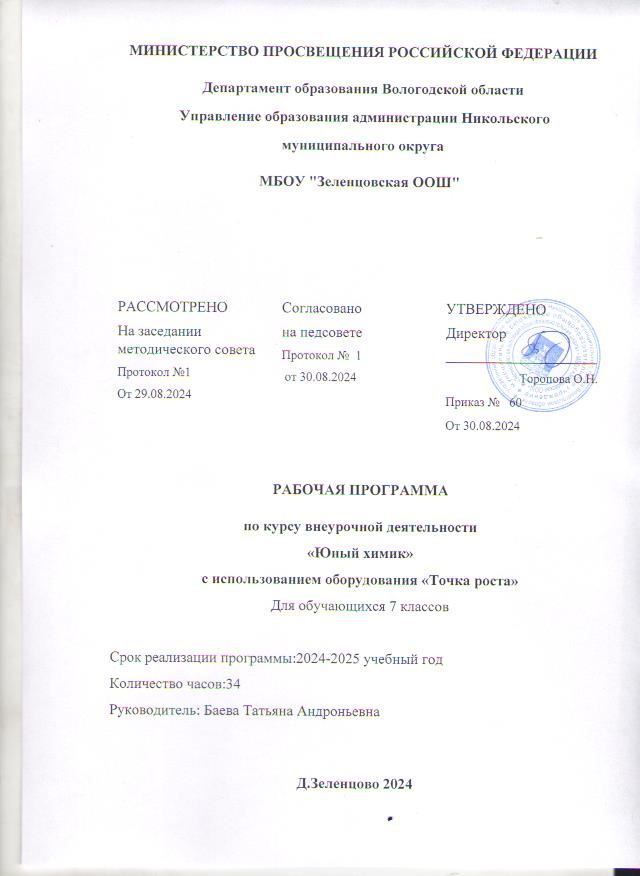 МИНИСТЕРСТВО ПРОСВЕЩЕНИЯ РОССИЙСКОЙ ФЕДЕРАЦИИ
Департамент образования Вологодской области
Управление образования администрации Никольского
муниципального округа
МБОУ "Зеленцовская ООШ"
РАССМОТРЕНО
На заседании
методического совета
Протокол №1
От 29.08.2024
Согласовано
на педсовете
Протокол № 1
от 30.08.2024
УТВЕРЖДЕНО
Директор
Торопова О.Н.
Приказ № 60
От 30.08.2024
РАБОЧАЯ ПРОГРАММА
по курсу внеурочной деятельности
«Юный химик»
с использованием оборудования «Точка роста»
Для обучающихся 7 классов
Срок реализации программы:2024-2025 учебный год
Количество часов:34
Руководитель: Баева Татьяна Андроньевна
Д.Зеленцово 2024